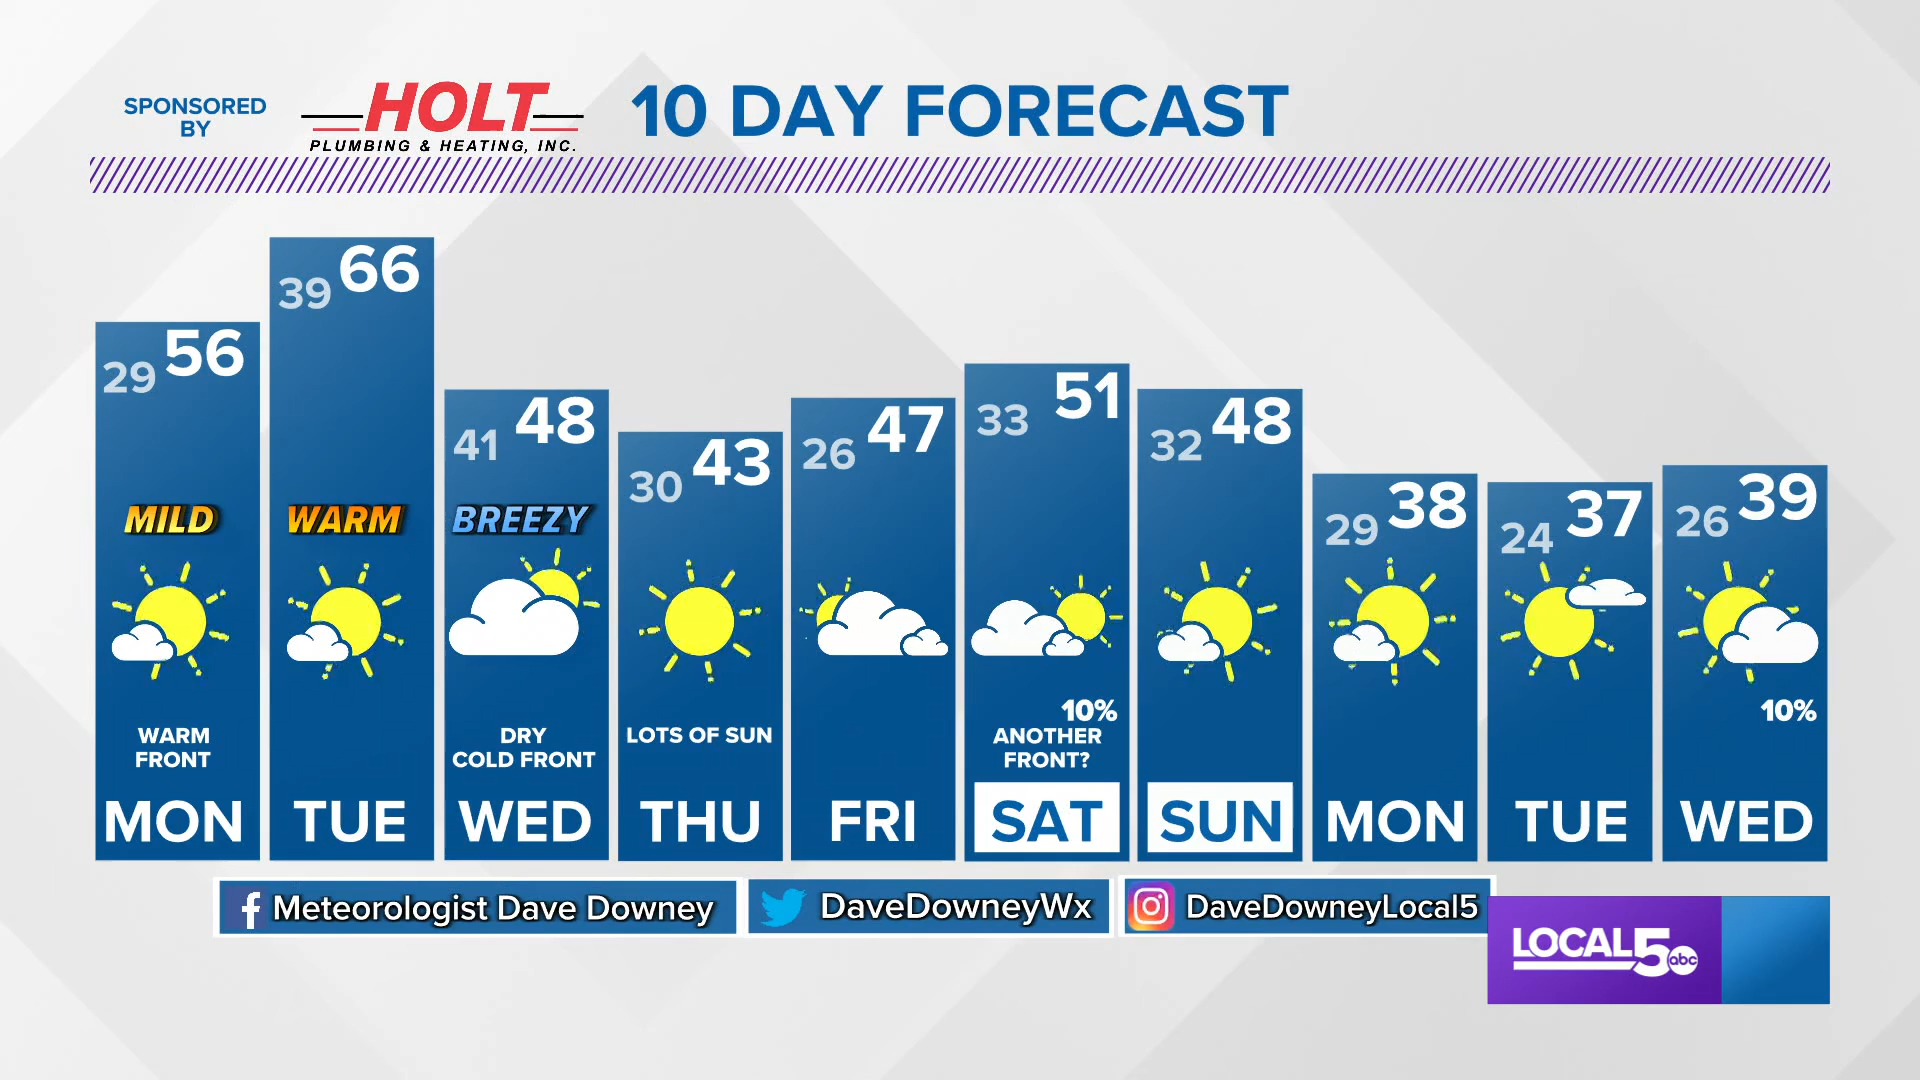 SPONSORED
BY
HOLT
PLUMBING & HEATING, INC.
10 DAY FORECAST
29 56
MILD
WARM
FRONT
MON
39 66
WARM
TUE
41 48
BREEZY
DRY
COLD FRONT
WED
30 43
LOTS OF SUN
THU
26 47
FRI
33 51
10%
ANOTHER
FRONT?
SAT
32 48
SUN
29 38
MON
24 37
TUE
26 39
10%
WED
f Meteorologist Dave Downey
DaveDowneyWx
DaveDowneyLocal5
LOCAL 5 abc